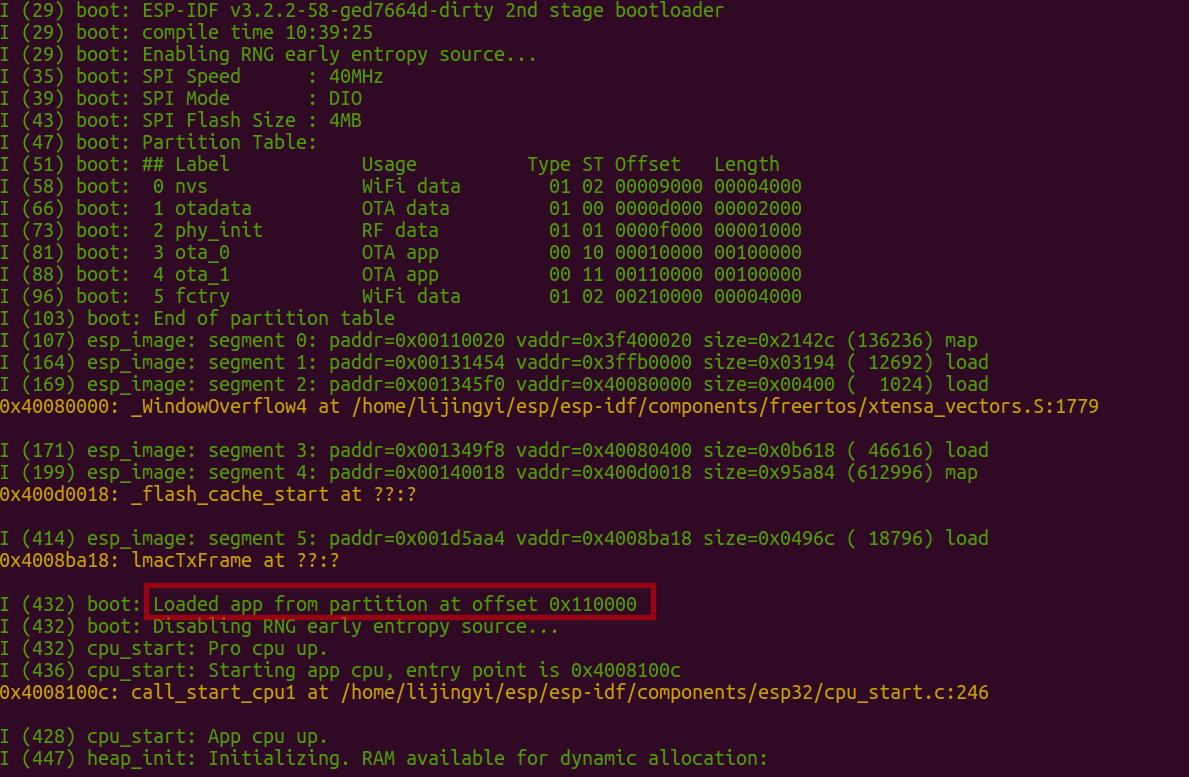 I (29) boot: ESP-IDF v3.2.2-58-ged7664d-dirty 2nd stage bootloader
I (29) boot: compile time 10:39:25
I (29) boot: Enabling RNG early entropy source...
I (35) boot: SPI Speed      : 40MHz
I (39) boot: SPI Mode       : DIO
I (43) boot: SPI Flash Size : 4MB
I (47) boot: Partition Table:
I (51) boot: ## Label            Usage          Type ST Offset   Length
I (58) boot:  0 nvs              WiFi data        01 02 00009000 00004000
I (66) boot:  1 otadata          OTA data         01 00 0000d000 00002000
I (73) boot:  2 phy_init         RF data          01 01 0000f000 00001000
I (81) boot:  3 ota_0            OTA app          00 10 00010000 00100000
I (88) boot:  4 ota_1            OTA app          00 11 00110000 00100000
I (96) boot:  5 fctry            WiFi data        01 02 00210000 00004000
I (103) boot: End of partition table
I (107) esp_image: segment 0: paddr=0x00110020 vaddr=0x3f400020 size=0x2142c (136236) map
I (164) esp_image: segment 1: paddr=0x00131454 vaddr=0x3ffb0000 size=0x03194 ( 12692) load
I (169) esp_image: segment 2: paddr=0x001345f0 vaddr=0x40080000 size=0x00400 (  1024) load
0x40080000: _WindowOverflow4 at /home/lijingyi/esp/esp-idf/components/freertos/xtensa_vectors.S:1779
I (171) esp_image: segment 3: paddr=0x001349f8 vaddr=0x40080400 size=0x0b618 ( 46616) load
I (199) esp_image: segment 4: paddr=0x00140018 vaddr=0x400d0018 size=0x95a84 (612996) map
0x400d0018: _flash_cache_start at ??:?
I (414) esp_image: segment 5: paddr=0x001d5aa4 vaddr=0x4008ba18 size=0x0496c ( 18796) load
0x4008ba18: lmacTxFrame at ??:?
I (432) boot: Loaded app from partition at offset 0x110000
I (432) boot: Disabling RNG early entropy source...
I (432) cpu_start: Pro cpu up.
I (436) cpu_start: Starting app cpu, entry point is 0x4008100c
0x4008100c: call_start_cpu1 at /home/lijingyi/esp/esp-idf/components/esp32/cpu_start.c:246
I (428) cpu_start: App cpu up.
I (447) heap_init: Initializing. RAM available for dynamic allocation: